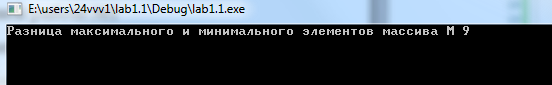 E:\users\24vvv1\lab1.1\Debug\lab1.1.exe
Разница максимального и минимального элементов массива М 9